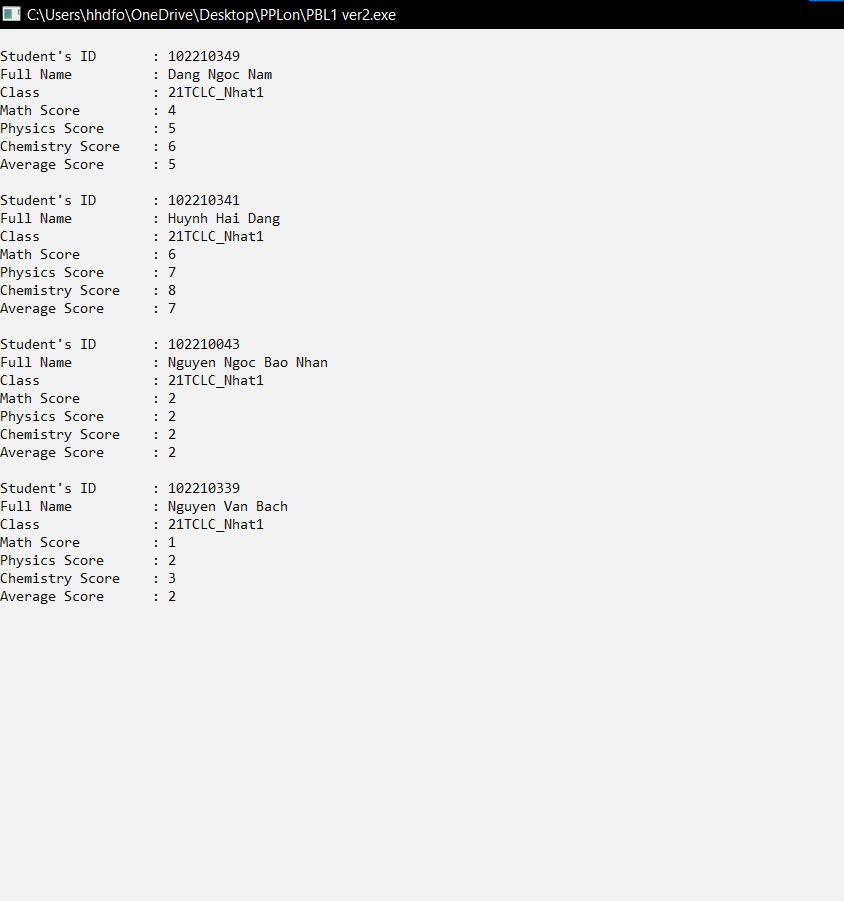 C:\Users\hhdfo\OneDrive\Desktop\PPLon\PBL1 ver2.exe
Student's ID       : 102210349
Full Name          : Dang Ngoc Nam
Class              : 21TCLC_Nhat1
Math Score         : 4
Physics Score      : 5
Chemistry Score    : 6
Average Score      : 5
Student's ID       : 102210341
Full Name          : Huynh Hai Dang
Class              : 21TCLC_Nhat1
Math Score         : 6
Physics Score      : 7
Chemistry Score    : 8
Average Score      : 7
Student's ID       : 102210043
Full Name          : Nguyen Ngoc Bao Nhan
Class              : 21TCLC_Nhat1
Math Score         : 2
Physics Score      : 2
Chemistry Score    : 2
Average Score      : 2
Student's ID       : 102210339
Full Name          : Nguyen Van Bach
Class              : 21TCLC_Nhat1
Math Score         : 1
Physics Score      : 2
Chemistry Score    : 3
Average Score      : 2